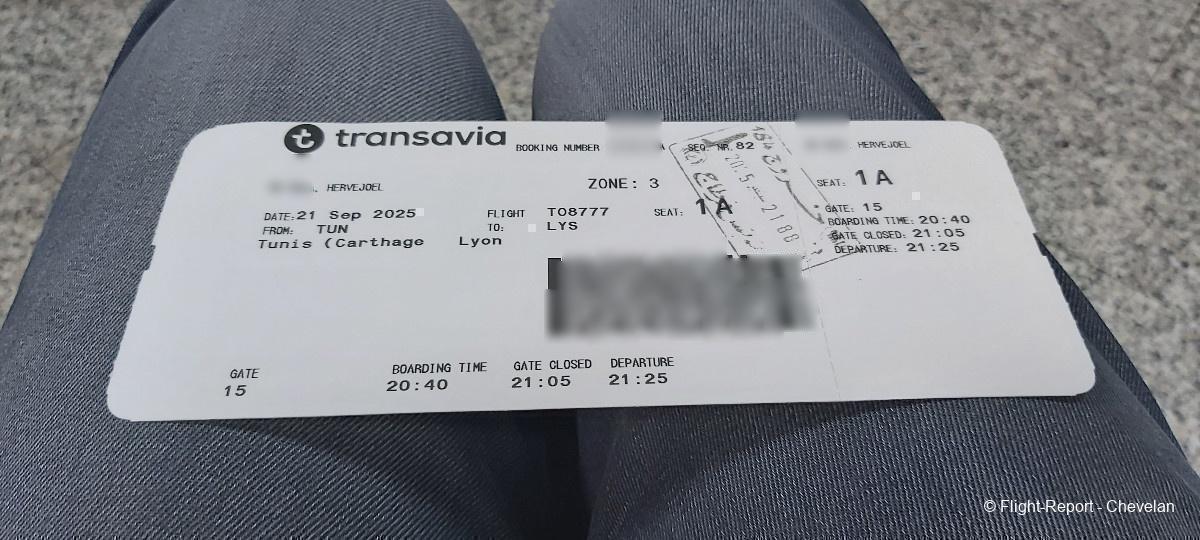 transavia
BOOKING NUMBER
SEQ. NR. 82
HERVEJOEL
HERVEJOEL
ZONE: 3
SEAT: 1A
DATE: 21 Sep 2025
FLIGHT TO8777
SEAT: 1A
GATE: 15
FROM: TUN
TO: LYS
BOARDING TIME: 20:40
Tunis (Carthage Lyon
GATE CLOSED: 21:05
DEPARTURE: 21:25
GATE BOARDING TIME GATE CLOSED DEPARTURE
15 20:40 21:05 21:25
© Flight-Report - Chevelan